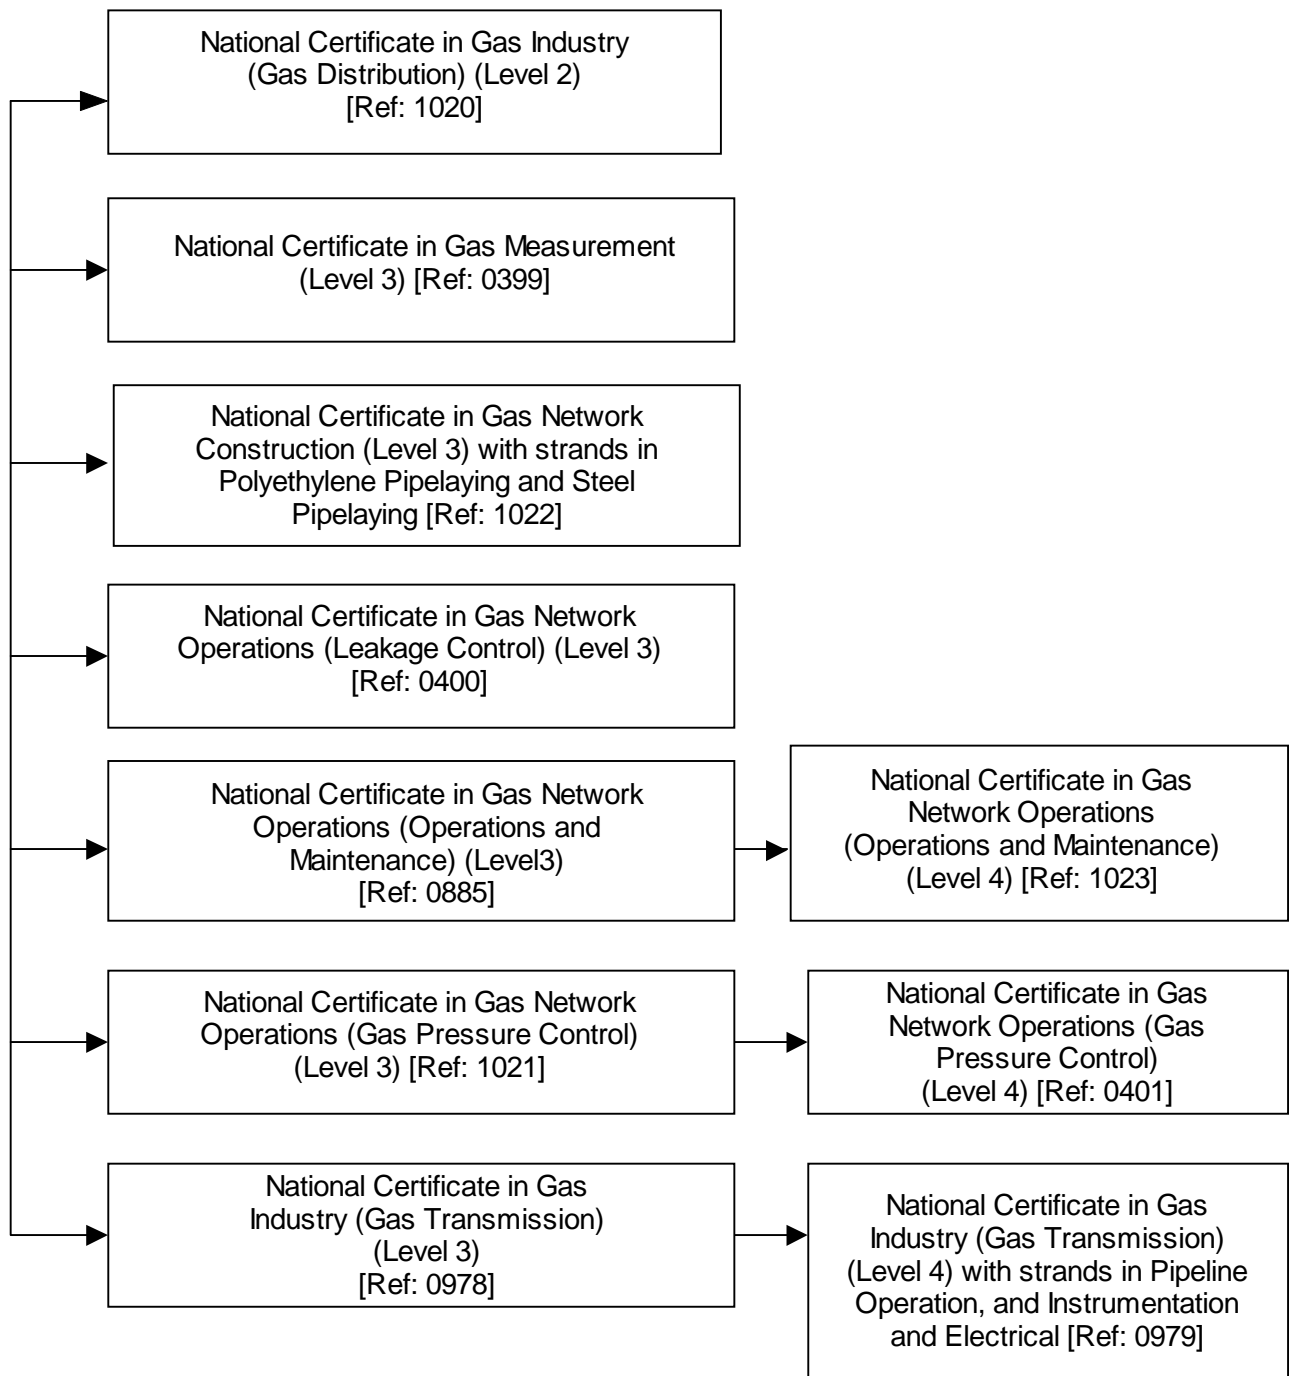 National Certificate in Gas Industry
(Gas Distribution) (Level 2)
[Ref: 1020]
National Certificate in Gas Measurement
(Level 3) [Ref: 0399]
National Certificate in Gas Network
Construction (Level 3) with strands in
Polyethylene Pipelaying and Steel
Pipelaying [Ref: 1022]
National Certificate in Gas Network
Operations (Leakage Control) (Level 3)
[Ref: 0400]
National Certificate in Gas Network
Operations (Operations and
Maintenance) (Level3)
[Ref: 0885]
National Certificate in Gas
Network Operations
(Operations and Maintenance)
(Level 4) [Ref: 1023]
National Certificate in Gas Network
Operations (Gas Pressure Control)
(Level 3) [Ref: 1021]
National Certificate in Gas
Network Operations (Gas
Pressure Control)
(Level 4) [Ref: 0401]
National Certificate in Gas
Industry (Gas Transmission)
(Level 3)
[Ref: 0978]
National Certificate in Gas
Industry (Gas Transmission)
(Level 4) with strands in Pipeline
Operation, and Instrumentation
and Electrical [Ref: 0979]